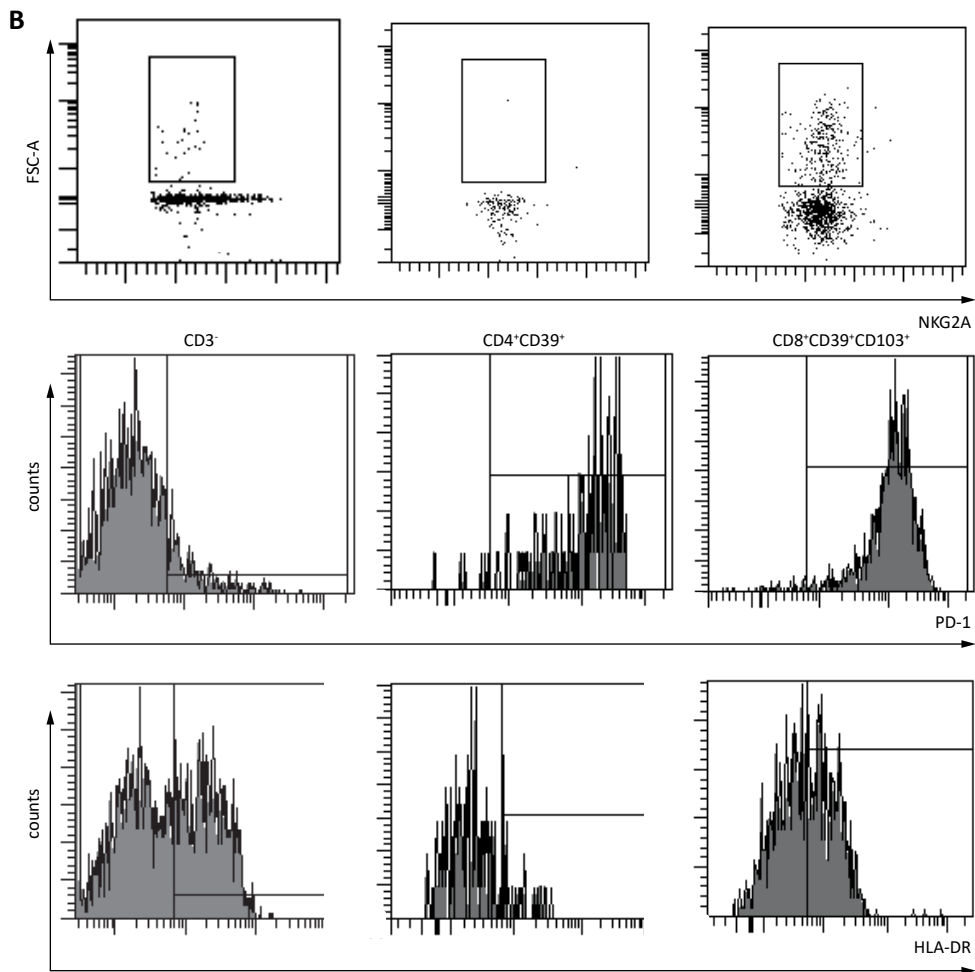 B
FSC-A
NKG2A
CD3⁻ CD4⁺CD39⁺ CD8⁺CD39⁺CD103⁺
counts
PD-1
counts
HLA-DR